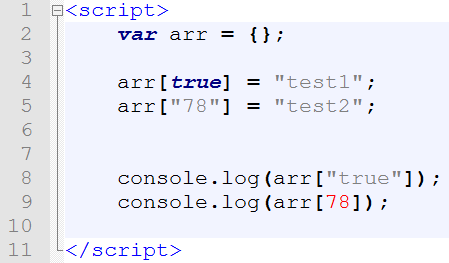 1 <script>
2 var arr = {};
3
4 arr[true] = "test1";
5 arr["78"] = "test2";
6
7
8 console.log(arr["true"]);
9 console.log(arr[78]);
10
11 </script>